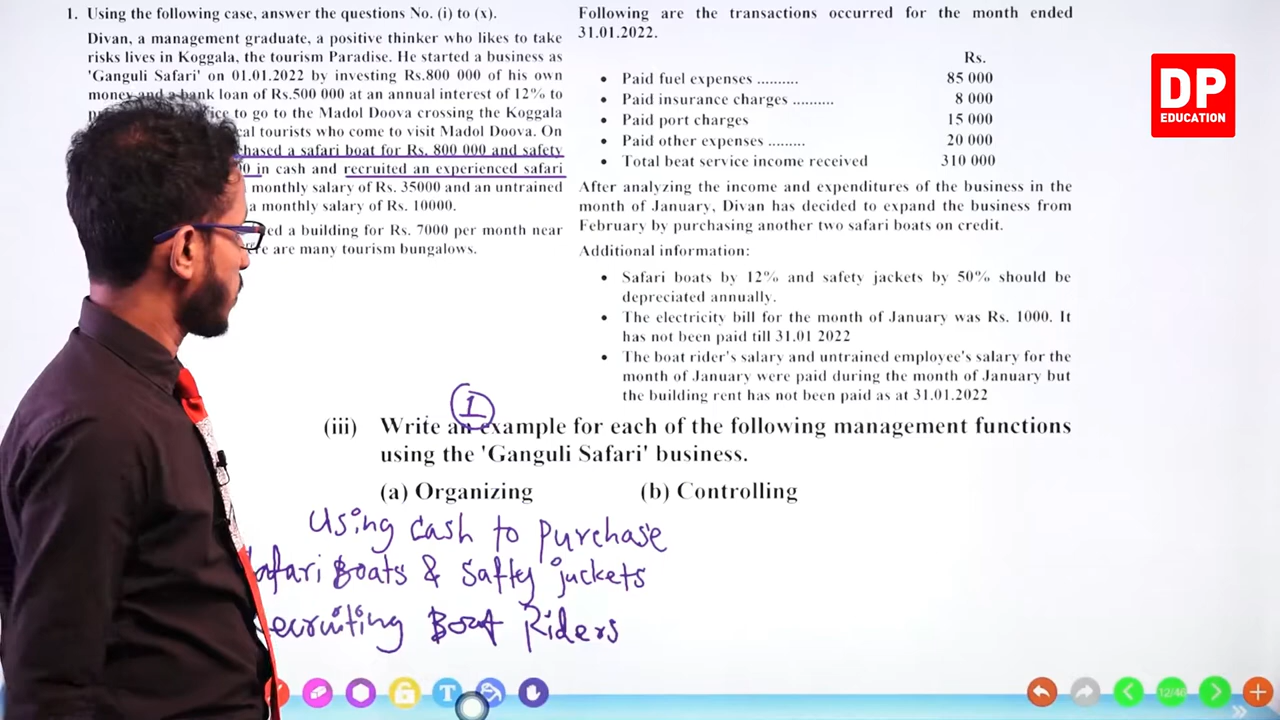 1. Using the following case, answer the questions No. (i) to (x).
Divan, a management graduate, a positive thinker who likes to take
risks lives in Koggala, the tourism Paradise. He started a business as
'Ganguli Safari' on 01.01.2022 by investing Rs.800 000 of his own
money and a bank loan of Rs.500 000 at an annual interest of 12% to
ice to go to the Madol Doova crossing the Koggala
cal tourists who come to visit Madol Doova. On
hased a safari boat for Rs. 800 000 and safety
00 in cash and recruited an experienced safari
monthly salary of Rs. 35000 and an untrained
a monthly salary of Rs. 10000.
ed a building for Rs. 7000 per month near
ere are many tourism bungalows.
Following are the transactions occurred for the month ended
31.01.2022.
Rs.
• Paid fuel expenses .......... 85 000
• Paid insurance charges .......... 8 000
• Paid port charges 15 000
• Paid other expenses ......... 20 000
• Total beat service income received 310 000
After analyzing the income and expenditures of the business in the
month of January, Divan has decided to expand the business from
February by purchasing another two safari boats on credit.
Additional information:
• Safari boats by 12% and safety jackets by 50% should be
depreciated annually.
• The electricity bill for the month of January was Rs. 1000. It
has not been paid till 31.01 2022
• The boat rider's salary and untrained employee's salary for the
month of January were paid during the month of January but
the building rent has not been paid as at 31.01.2022
1
(iii) Write an example for each of the following management functions
using the 'Ganguli Safari' business.
(a) Organizing (b) Controlling
Using cash to purchase
afari Boats & Safty juckets
ecruiting Boat Riders
DP
EDUCATION
T
12/46